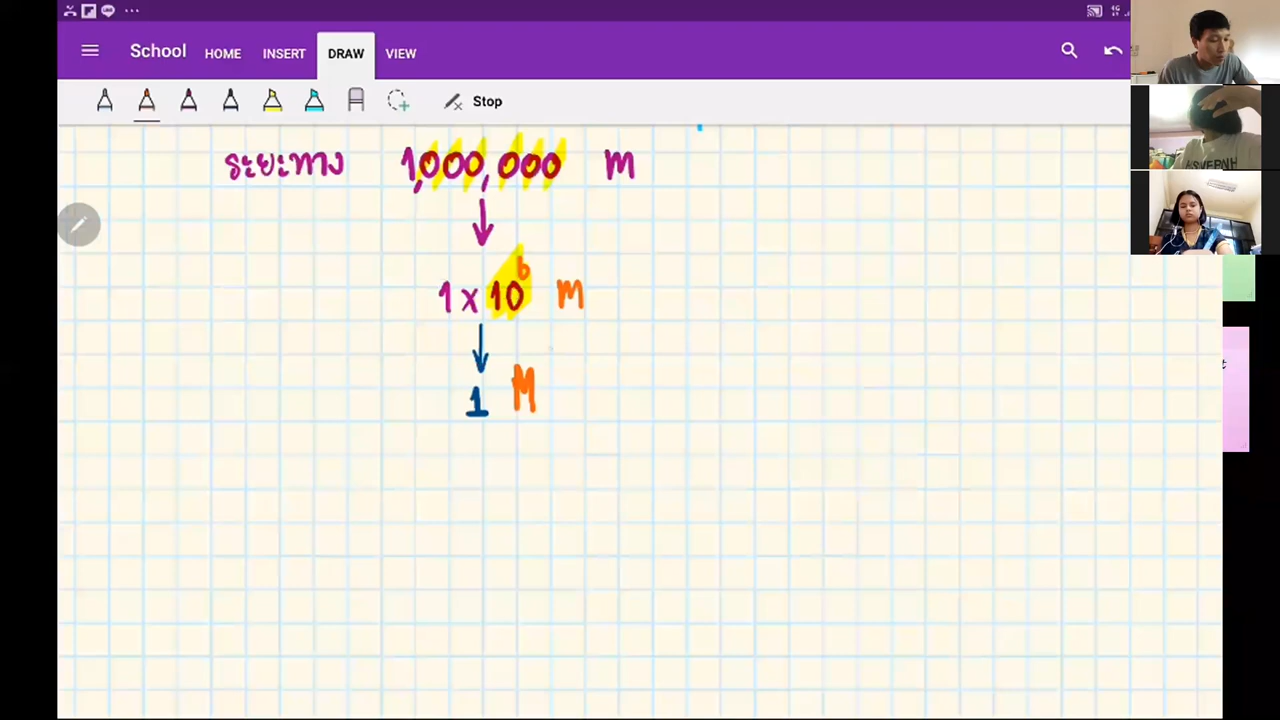 School HOME INSERT DRAW VIEW
Stop
ระยะทาง 1,000,000 m
1 x 10⁶ m
1 M